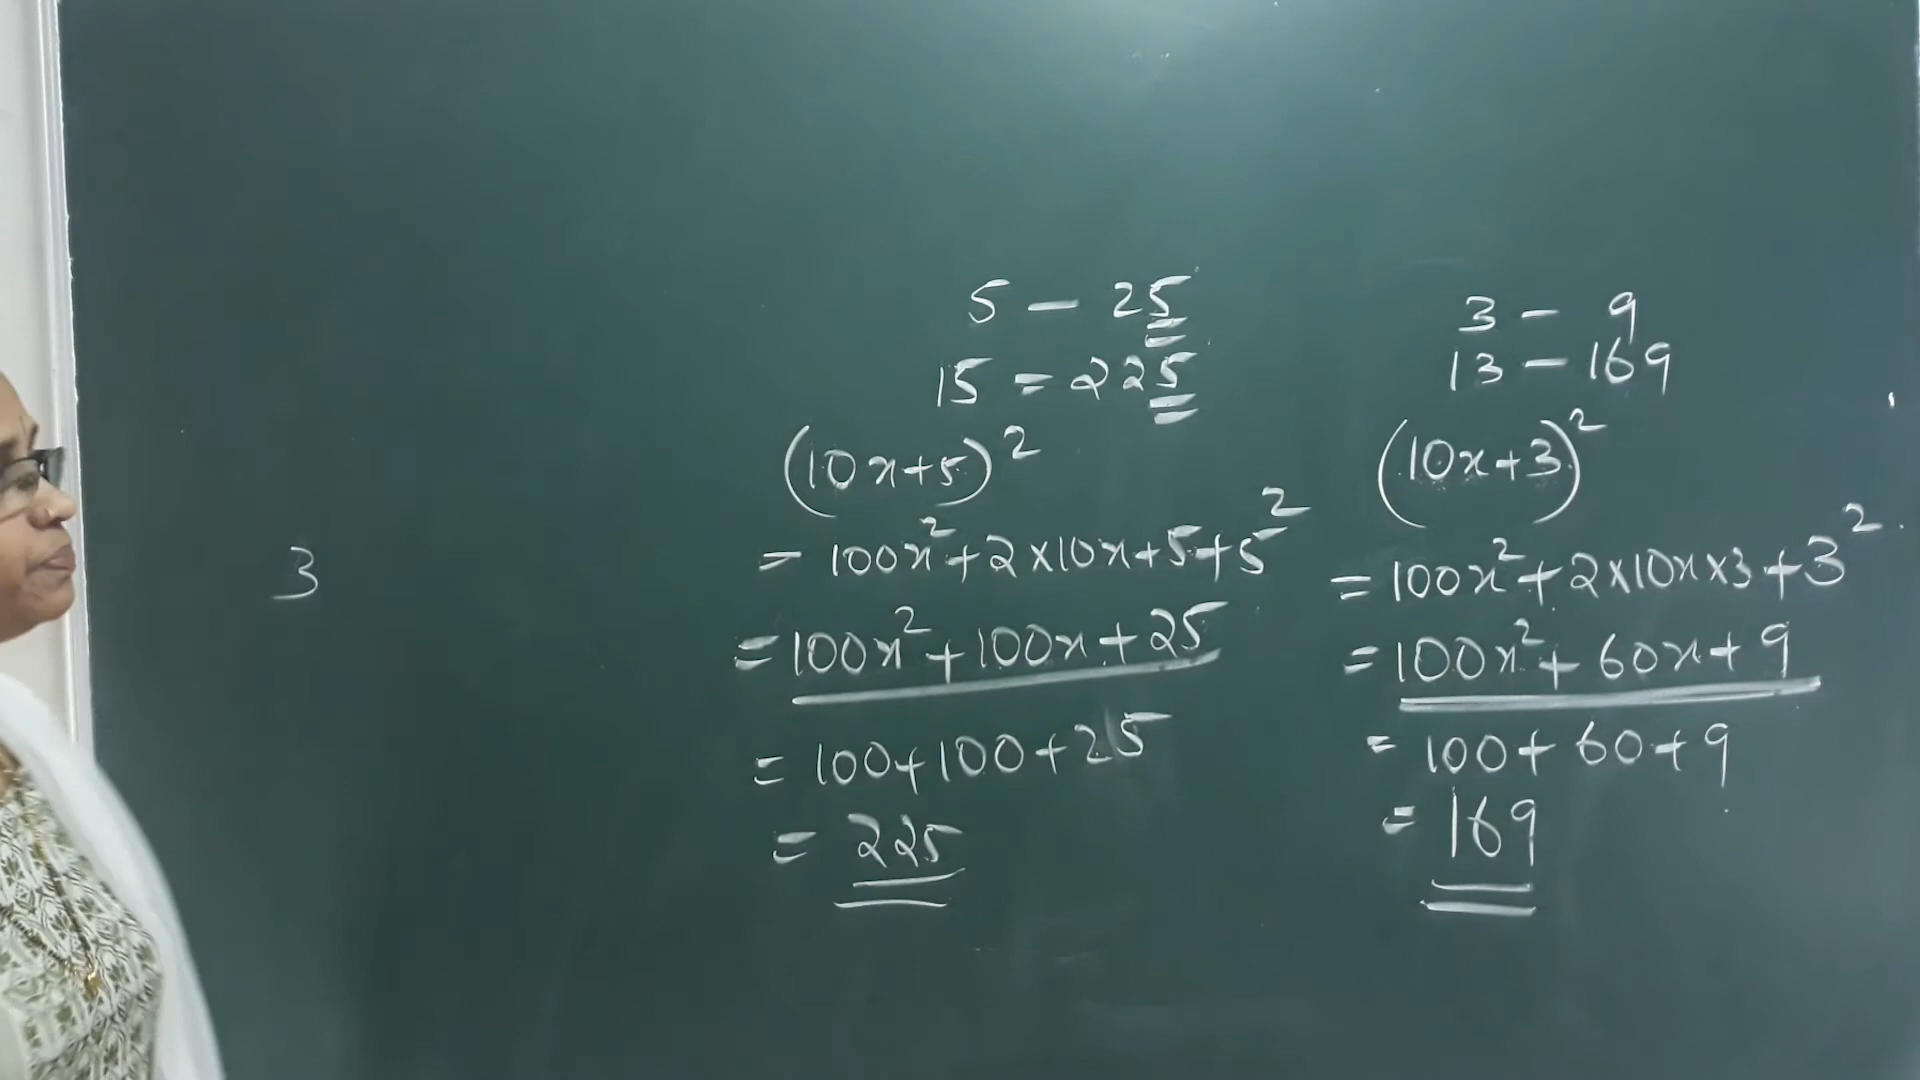 3
5 – 25
15 = 225
(10x+5)²
= 100x²+2×10x+5+5²
= 100x²+100x+25
= 100+100+25
= 225
3 – 9
13 – 169
(10x+3)²
= 100x²+2×10x×3+3²
= 100x²+60x+9
= 100+60+9
= 169